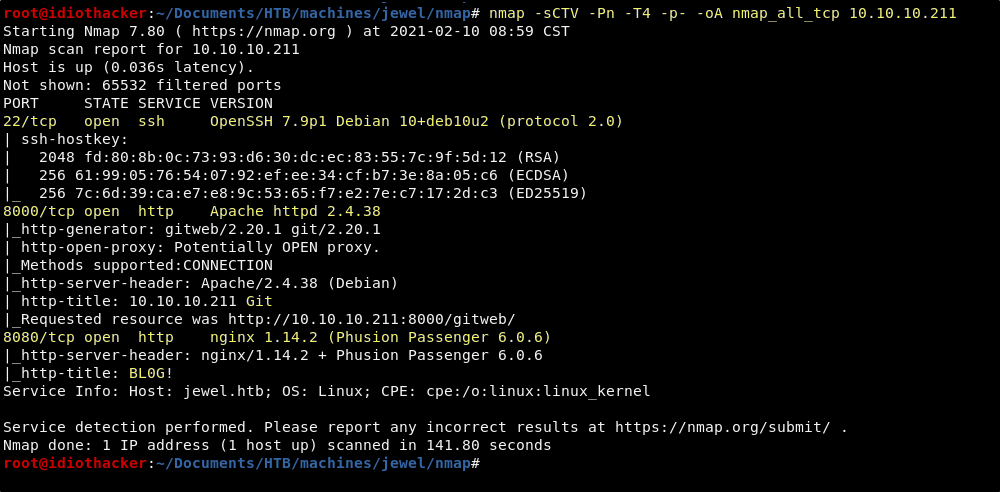 root@idiothacker:~/Documents/HTB/machines/jewel/nmap# nmap -sCTV -Pn -T4 -p- -oA nmap_all_tcp 10.10.10.211
Starting Nmap 7.80 ( https://nmap.org ) at 2021-02-10 08:59 CST
Nmap scan report for 10.10.10.211
Host is up (0.036s latency).
Not shown: 65532 filtered ports
PORT     STATE SERVICE VERSION
22/tcp   open  ssh     OpenSSH 7.9p1 Debian 10+deb10u2 (protocol 2.0)
| ssh-hostkey:
|   2048 fd:80:8b:0c:73:93:d6:30:dc:ec:83:55:7c:9f:5d:12 (RSA)
|   256 61:99:05:76:54:07:92:ef:ee:34:cf:b7:3e:8a:05:c6 (ECDSA)
|_  256 7c:6d:39:ca:e7:e8:9c:53:65:f7:e2:7e:c7:17:2d:c3 (ED25519)
8000/tcp open  http    Apache httpd 2.4.38
|_http-generator: gitweb/2.20.1 git/2.20.1
| http-open-proxy: Potentially OPEN proxy.
|_Methods supported:CONNECTION
|_http-server-header: Apache/2.4.38 (Debian)
| http-title: 10.10.10.211 Git
|_Requested resource was http://10.10.10.211:8000/gitweb/
8080/tcp open  http    nginx 1.14.2 (Phusion Passenger 6.0.6)
|_http-server-header: nginx/1.14.2 + Phusion Passenger 6.0.6
|_http-title: BL0G!
Service Info: Host: jewel.htb; OS: Linux; CPE: cpe:/o:linux:linux_kernel

Service detection performed. Please report any incorrect results at https://nmap.org/submit/ .
Nmap done: 1 IP address (1 host up) scanned in 141.80 seconds
root@idiothacker:~/Documents/HTB/machines/jewel/nmap#